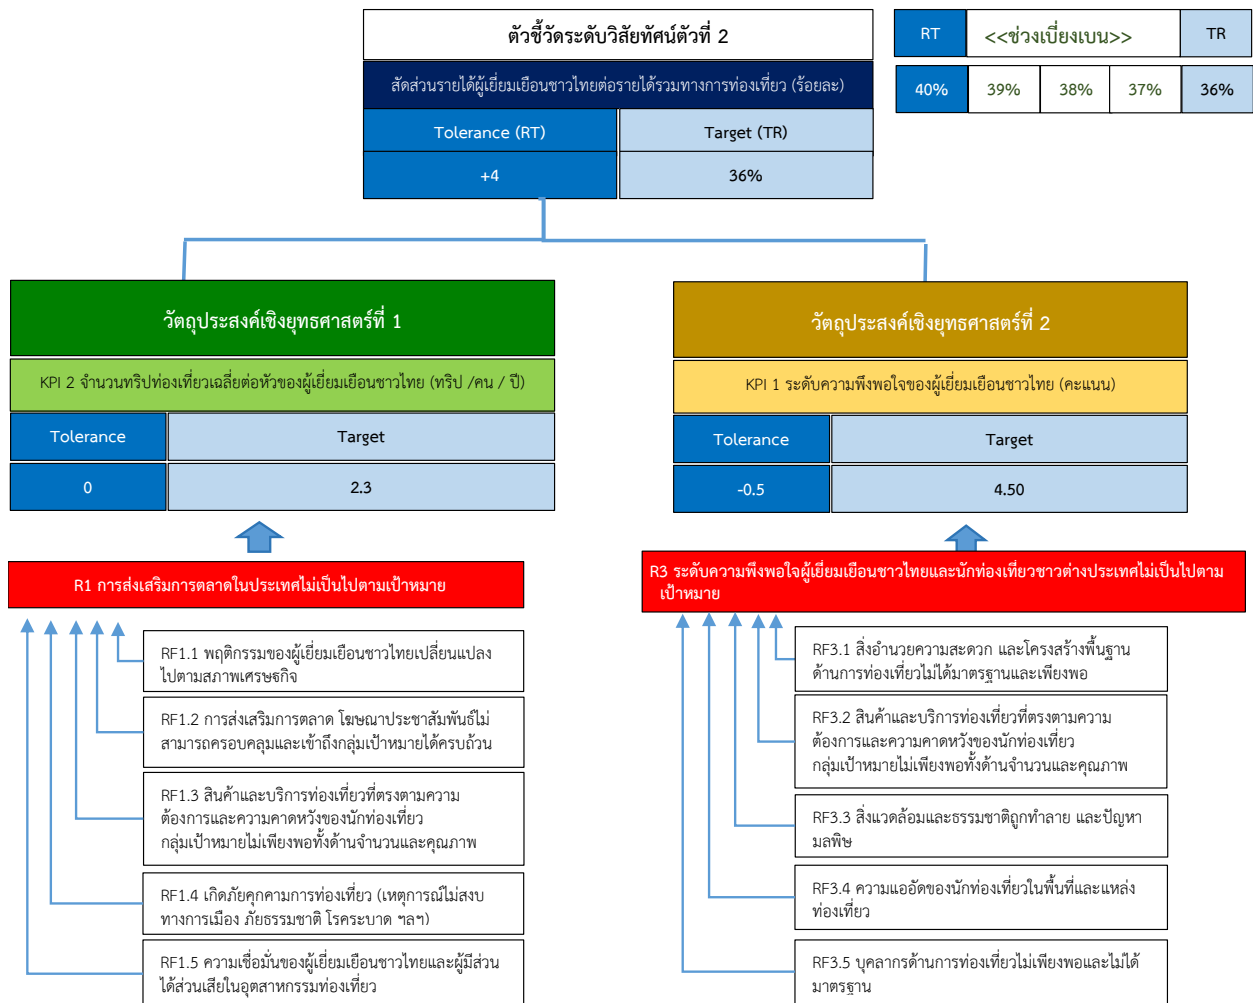 ตัวชี้วัดระดับวิสัยทัศน์ตัวที่ 2
สัดส่วนรายได้ผู้เยี่ยมเยือนชาวไทยต่อรายได้รวมทางการท่องเที่ยว (ร้อยละ)
Tolerance (RT)
Target (TR)
+4
36%
RT
<<ช่วงเบี่ยงเบน>>
TR
40%
39%
38%
37%
36%
วัตถุประสงค์เชิงยุทธศาสตร์ที่ 1
KPI 2 จำนวนทริปท่องเที่ยวเฉลี่ยต่อหัวของผู้เยี่ยมเยือนชาวไทย (ทริป /คน / ปี)
Tolerance
Target
0
2.3
R1 การส่งเสริมการตลาดในประเทศไม่เป็นไปตามเป้าหมาย
RF1.1 พฤติกรรมของผู้เยี่ยมเยือนชาวไทยเปลี่ยนแปลง
ไปตามสภาพเศรษฐกิจ
RF1.2 การส่งเสริมการตลาด โฆษณาประชาสัมพันธ์ไม่
สามารถครอบคลุมและเข้าถึงกลุ่มเป้าหมายได้ครบถ้วน
RF1.3 สินค้าและบริการท่องเที่ยวที่ตรงตามความ
ต้องการและความคาดหวังของนักท่องเที่ยว
กลุ่มเป้าหมายไม่เพียงพอทั้งด้านจำนวนและคุณภาพ
RF1.4 เกิดภัยคุกคามการท่องเที่ยว (เหตุการณ์ไม่สงบ
ทางการเมือง ภัยธรรมชาติ โรคระบาด ฯลฯ)
RF1.5 ความเชื่อมั่นของผู้เยี่ยมเยือนชาวไทยและผู้มีส่วน
ได้ส่วนเสียในอุตสาหกรรมท่องเที่ยว
วัตถุประสงค์เชิงยุทธศาสตร์ที่ 2
KPI 1 ระดับความพึงพอใจของผู้เยี่ยมเยือนชาวไทย (คะแนน)
Tolerance
Target
-0.5
4.50
R3 ระดับความพึงพอใจผู้เยี่ยมเยือนชาวไทยและนักท่องเที่ยวชาวต่างประเทศไม่เป็นไปตาม
เป้าหมาย
RF3.1 สิ่งอำนวยความสะดวก และโครงสร้างพื้นฐาน
ด้านการท่องเที่ยวไม่ได้มาตรฐานและเพียงพอ
RF3.2 สินค้าและบริการท่องเที่ยวที่ตรงตามความ
ต้องการและความคาดหวังของนักท่องเที่ยว
กลุ่มเป้าหมายไม่เพียงพอทั้งด้านจำนวนและคุณภาพ
RF3.3 สิ่งแวดล้อมและธรรมชาติถูกทำลาย และปัญหา
มลพิษ
RF3.4 ความแออัดของนักท่องเที่ยวในพื้นที่และแหล่ง
ท่องเที่ยว
RF3.5 บุคลากรด้านการท่องเที่ยวไม่เพียงพอและไม่ได้
มาตรฐาน